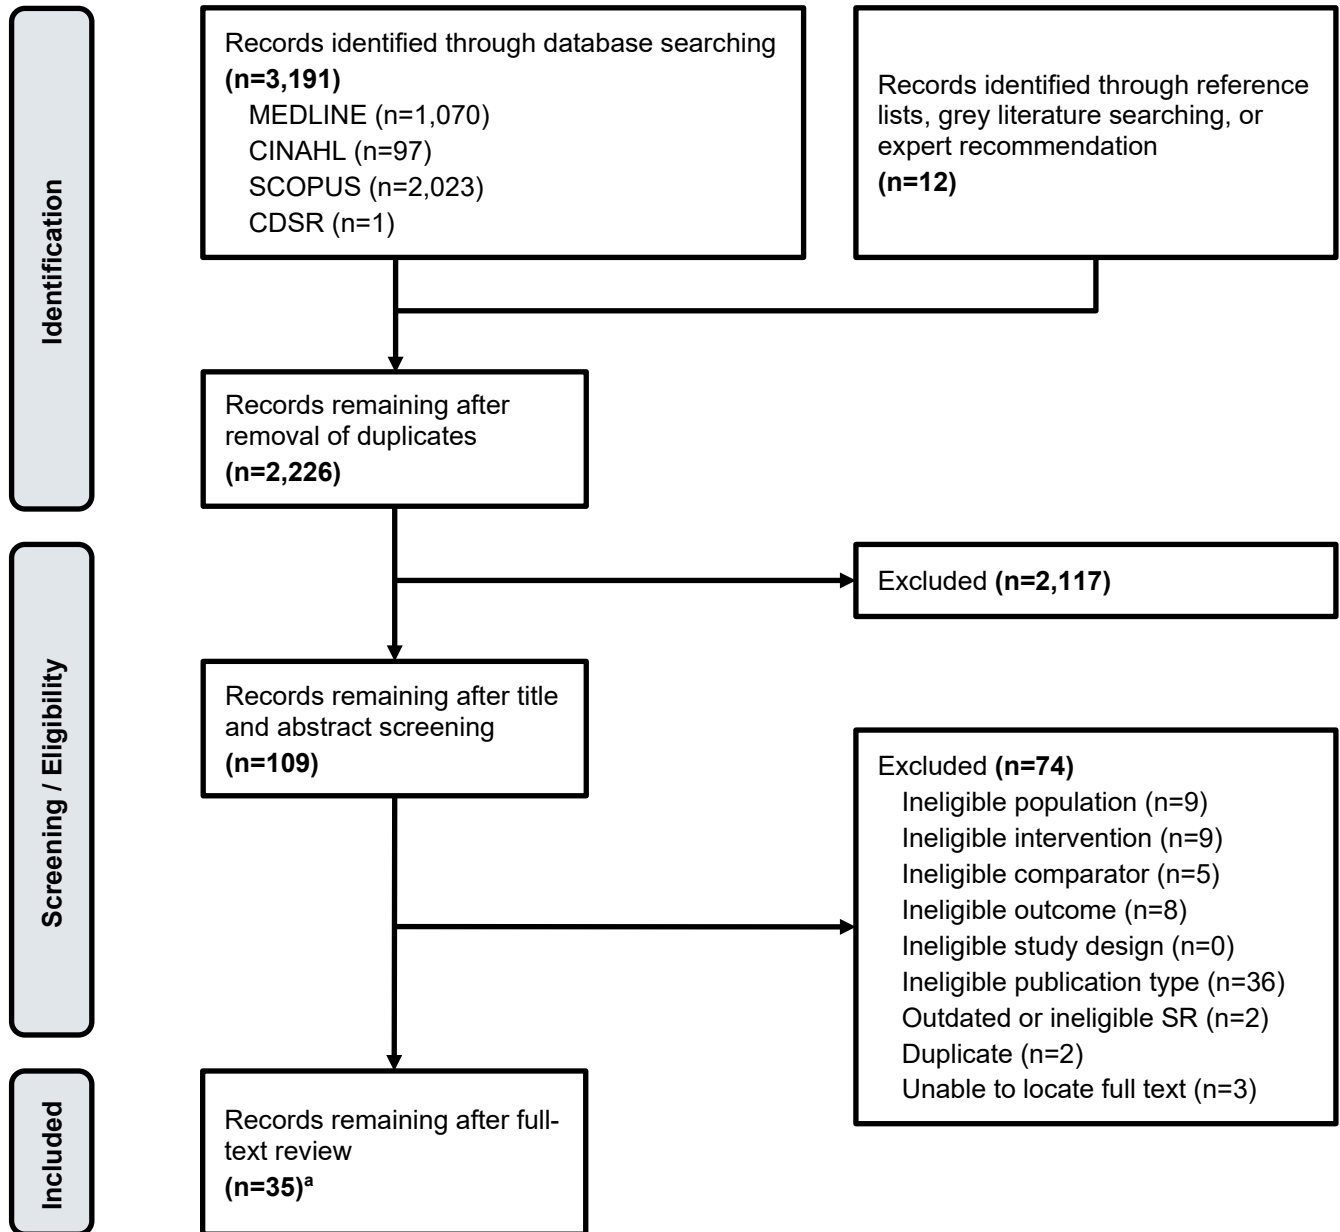 Identification
Records identified through database searching
(n=3,191)
MEDLINE (n=1,070)
CINAHL (n=97)
SCOPUS (n=2,023)
CDSR (n=1)
Records identified through reference
lists, grey literature searching, or
expert recommendation
(n=12)
Records remaining after
removal of duplicates
(n=2,226)
Screening / Eligibility
Excluded (n=2,117)
Records remaining after title
and abstract screening
(n=109)
Excluded (n=74)
Ineligible population (n=9)
Ineligible intervention (n=9)
Ineligible comparator (n=5)
Ineligible outcome (n=8)
Ineligible study design (n=0)
Ineligible publication type (n=36)
Outdated or ineligible SR (n=2)
Duplicate (n=2)
Unable to locate full text (n=3)
Included
Records remaining after full-
text review
(n=35)ᵃ